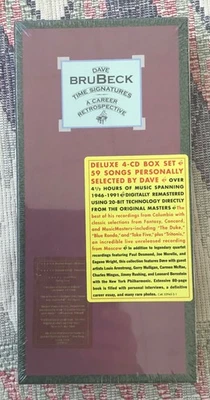 DAVE
BRUBECK
TIME SIGNATURES
A CAREER
RETROSPECTIVE
DELUXE 4-CD BOX SET
59 SONGS PERSONALLY
SELECTED BY DAVE OVER
4½ HOURS OF MUSIC SPANNING
1946-1991 DIGITALLY REMASTERED
USING 20-BIT TECHNOLOGY DIRECTLY
FROM THE ORIGINAL MASTERS The
best of his recordings from Columbia with
classic selections from Fantasy, Concord,
and MusicMasters-including "The Duke,"
"Blue Rondo," and "Take Five," plus "Tritonis,"
an incredible live unreleased recording
from Moscow In addition to legendary quartet
recordings featuring Paul Desmond, Joe Morello, and
Eugene Wright, this collection features Dave with guest
artists Louis Armstrong, Gerry Mulligan, Carmen McRae,
Charles Mingus, Jimmy Rushing, and Leonard Bernstein
with the New York Philharmonic. Extensive 80-page
book is filled with personal interviews, a definitive
career essay, and many rare photos.